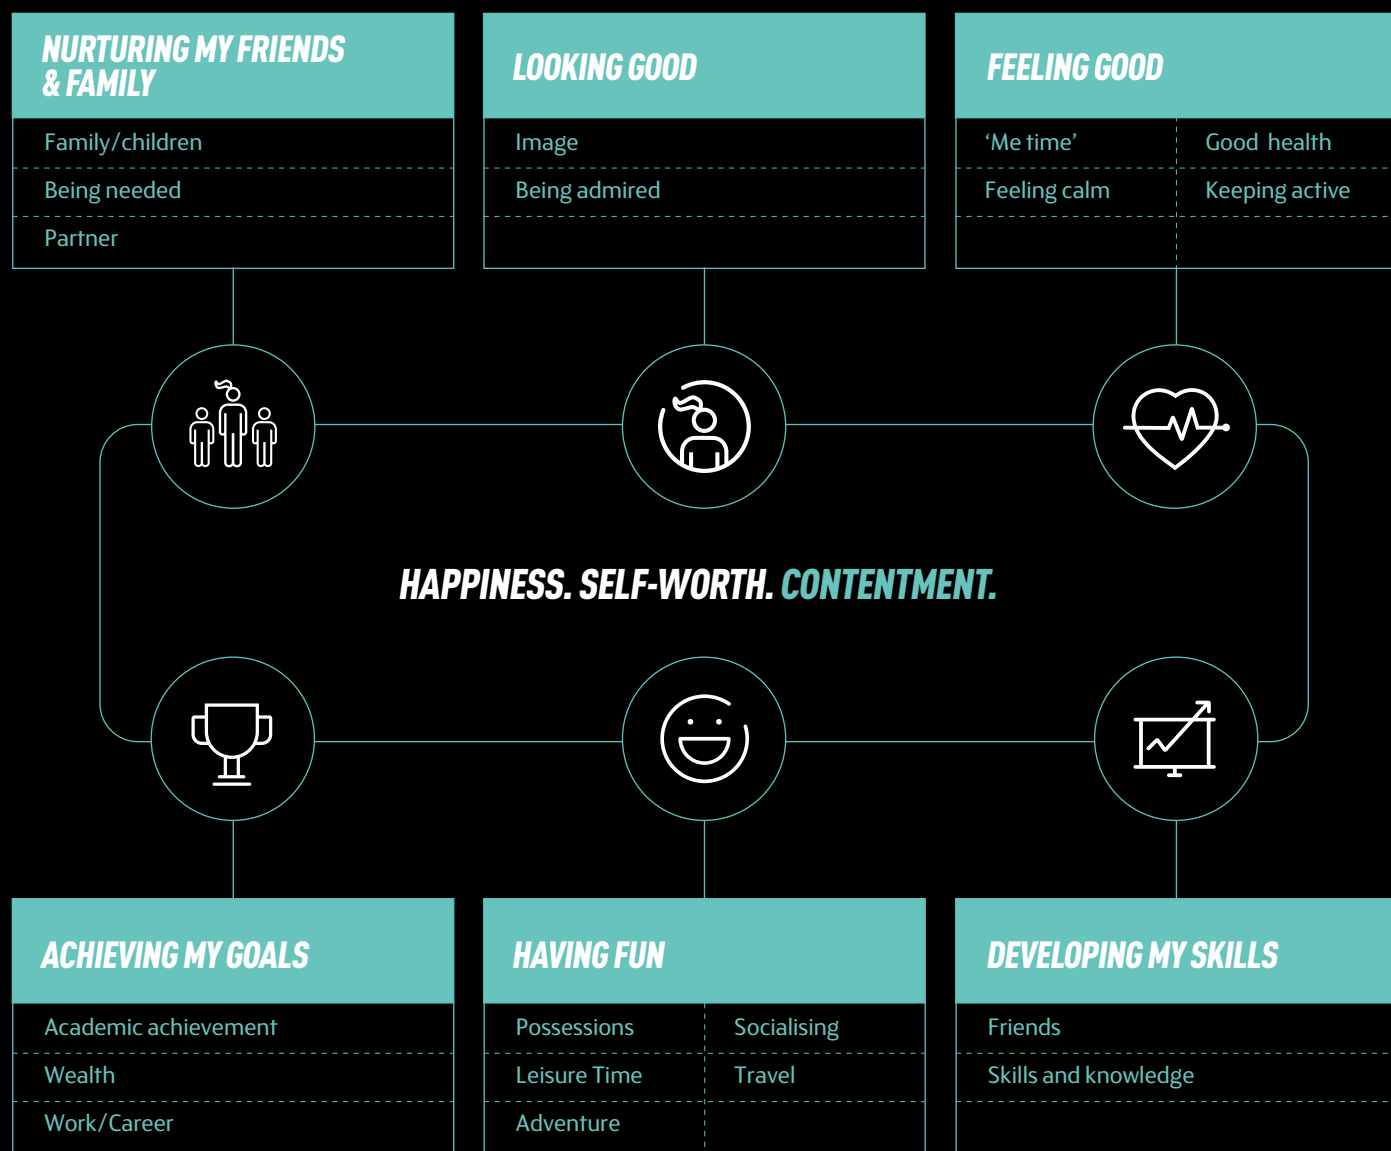 NURTURING MY FRIENDS
& FAMILY
Family/children
Being needed
Partner
LOOKING GOOD
Image
Being admired
FEELING GOOD
‘Me time’
Good health
Feeling calm
Keeping active
HAPPINESS. SELF-WORTH. CONTENTMENT.
ACHIEVING MY GOALS
Academic achievement
Wealth
Work/Career
HAVING FUN
Possessions
Socialising
Leisure Time
Travel
Adventure
DEVELOPING MY SKILLS
Friends
Skills and knowledge